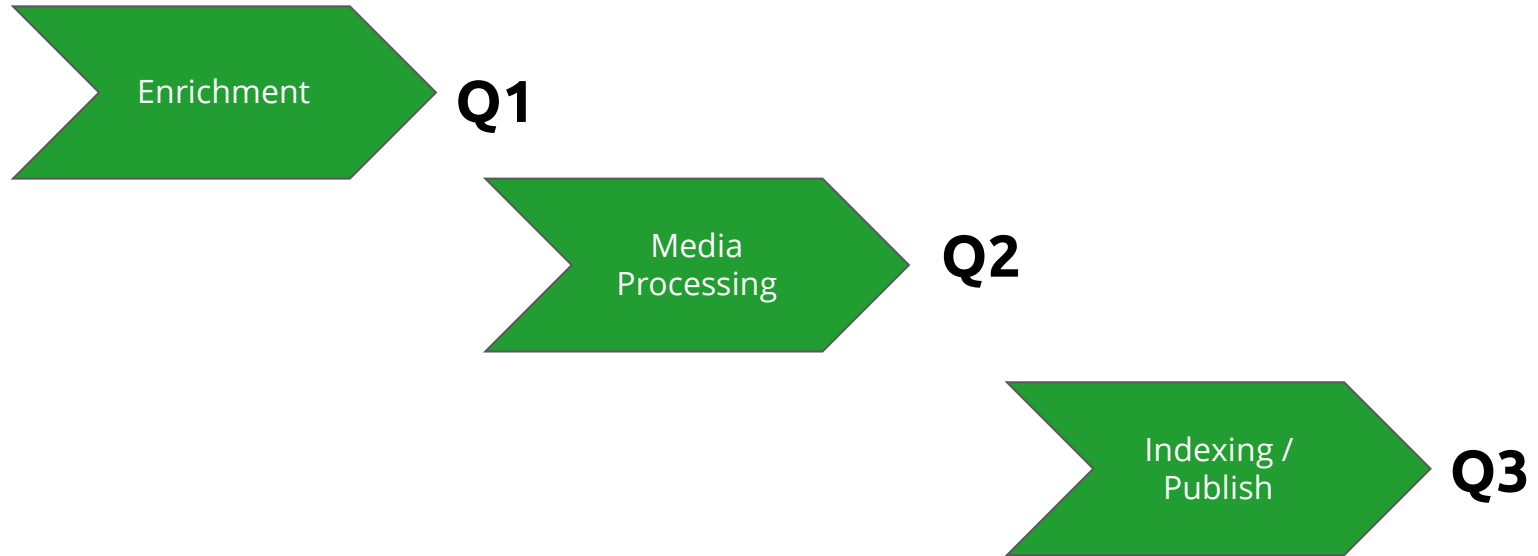 Enrichment
Q1
Media
Processing
Q2
Indexing /
Publish
Q3